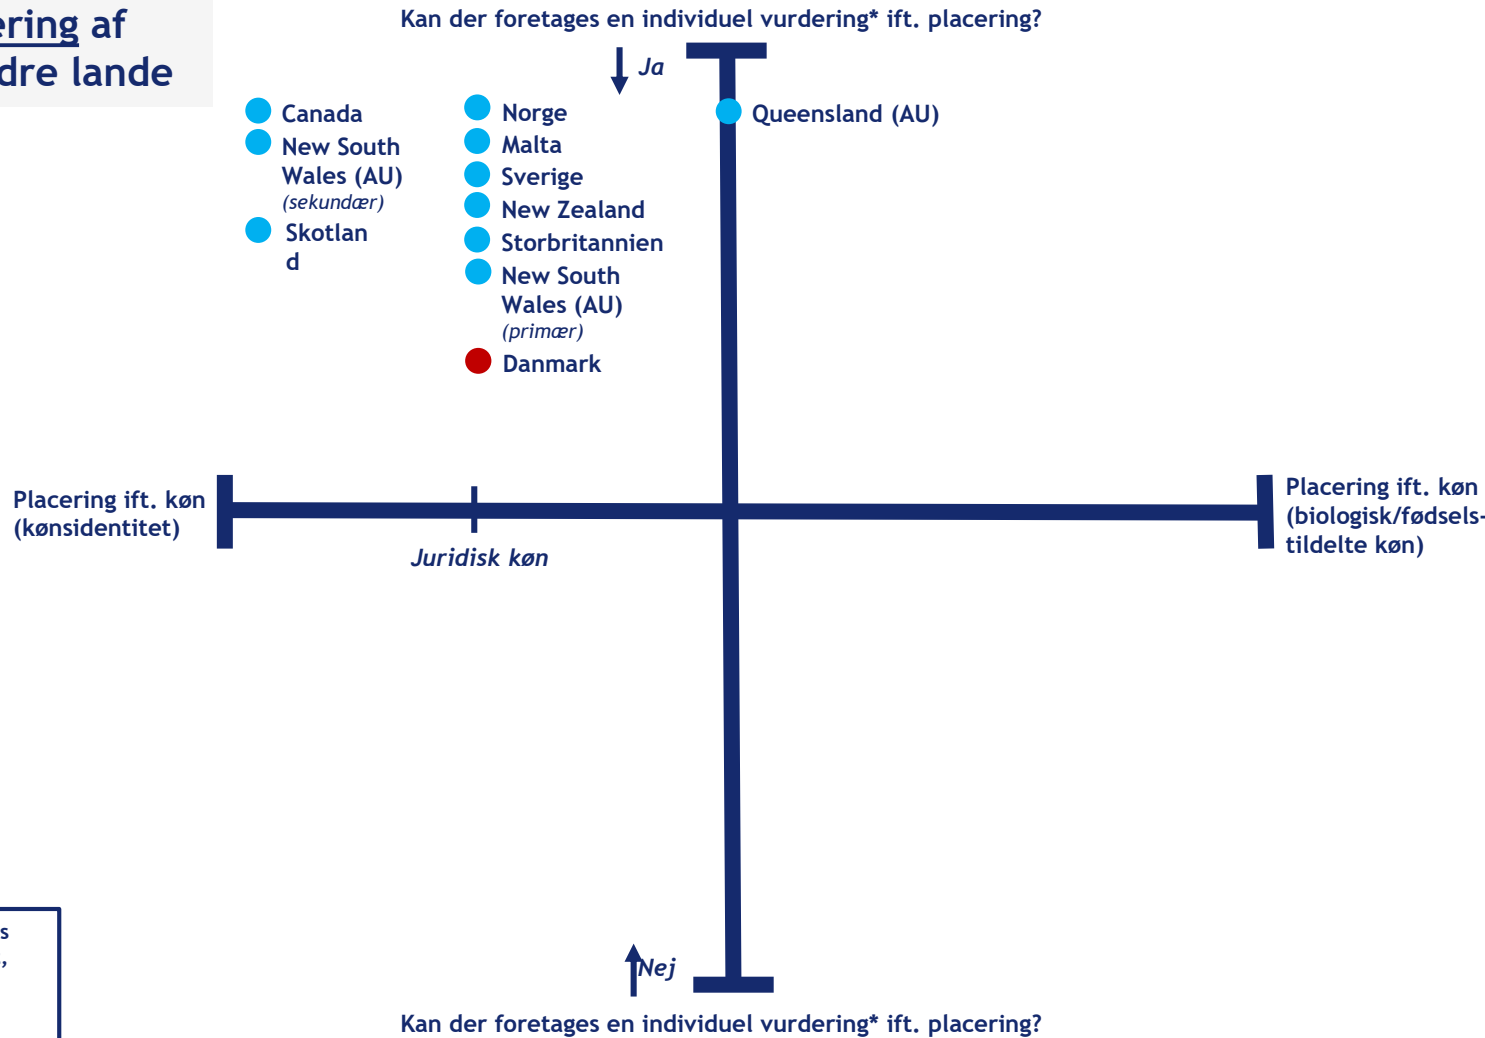 ering af
dre lande
Kan der foretages en individuel vurdering* ift. placering?
Ja
Canada
New South
Wales (AU)
(sekundær)
Skotlan
d
Norge
Malta
Sverige
New Zealand
Storbritannien
New South
Wales (AU)
(primær)
Danmark
Queensland (AU)
Placering ift. køn
(kønsidentitet)
Juridisk køn
Placering ift. køn
(biologisk/fødsels-
tildelte køn)
s
,
Nej
Kan der foretages en individuel vurdering* ift. placering?